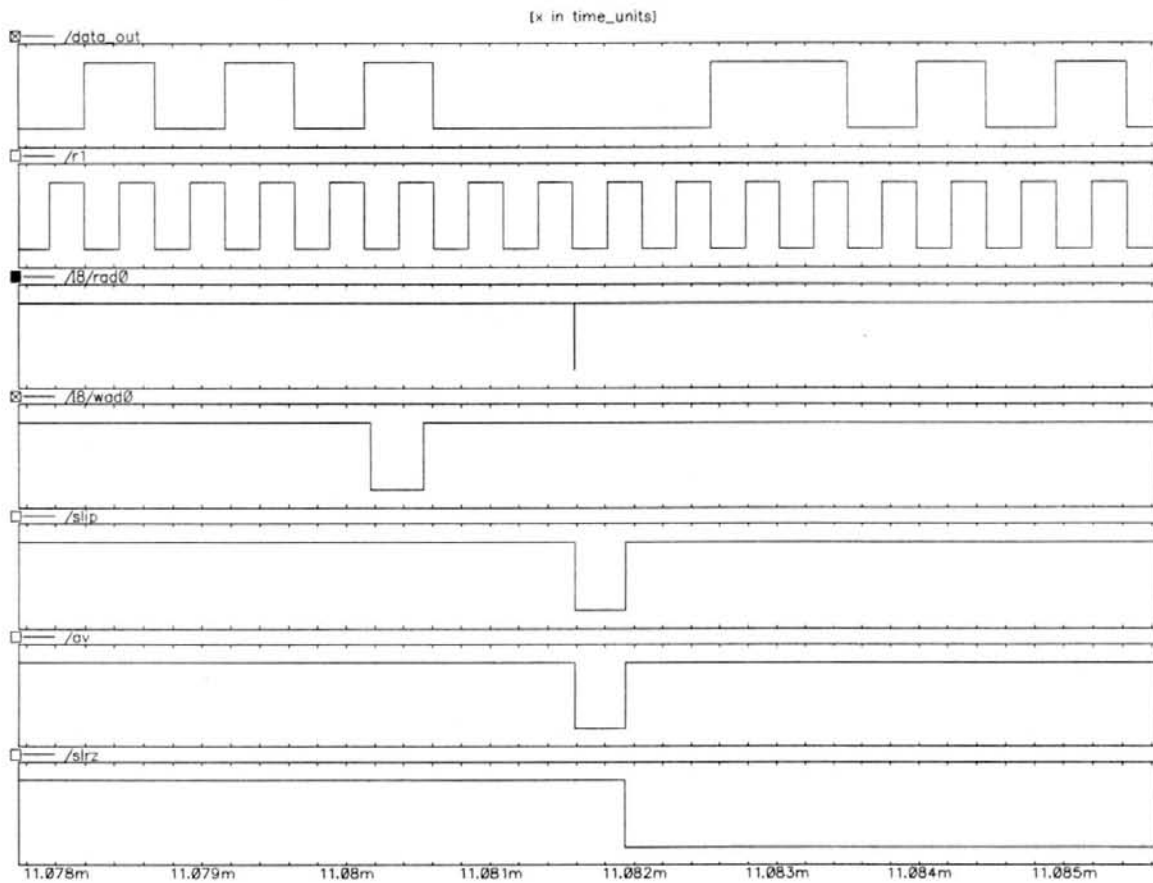 [x in time_units]
/data_out
/r1
/I8/rad0
/I8/wad0
/slip
/av
/slrz
11.078m 11.079m 11.08m 11.081m 11.082m 11.083m 11.084m 11.085m